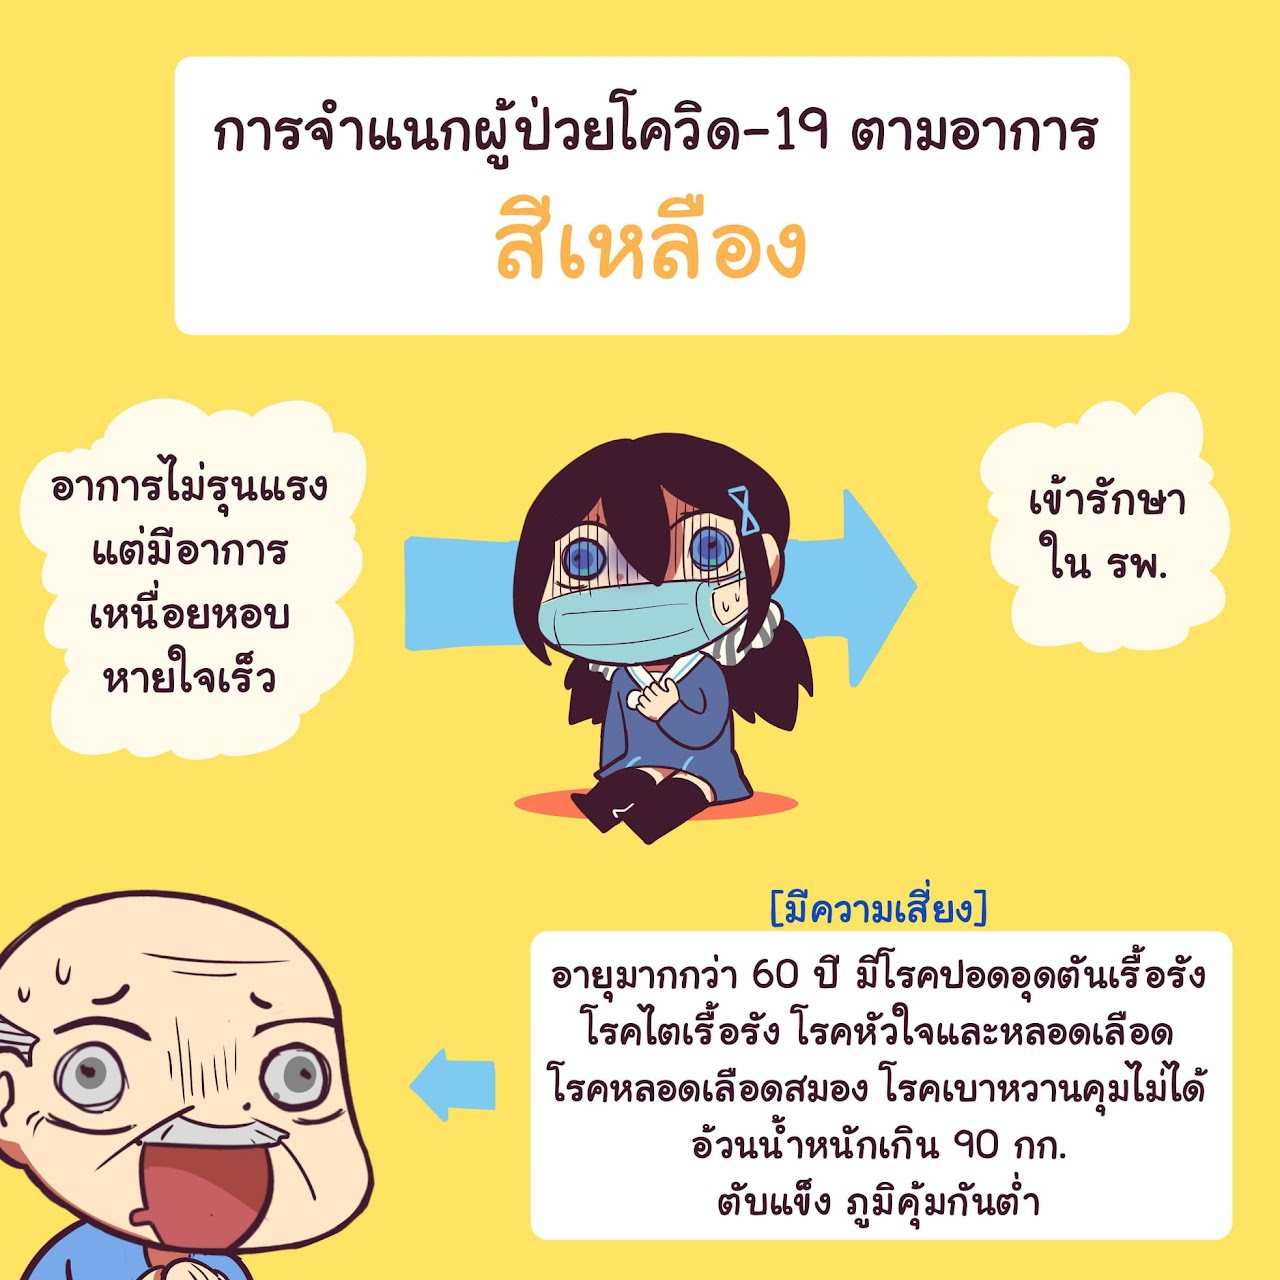 การจำแนกผู้ป่วยโควิด-19 ตามอาการ
สีเหลือง
อาการไม่รุนแรง
แต่มีอาการ
เหนื่อยหอบ
หายใจเร็ว
เข้ารักษา
ใน รพ.
[มีความเสี่ยง]
อายุมากกว่า 60 ปี มีโรคปอดอุดตันเรื้อรัง
โรคไตเรื้อรัง โรคหัวใจและหลอดเลือด
โรคหลอดเลือดสมอง โรคเบาหวานคุมไม่ได้
อ้วนน้ำหนักเกิน 90 กก.
ตับแข็ง ภูมิคุ้มกันต่ำ